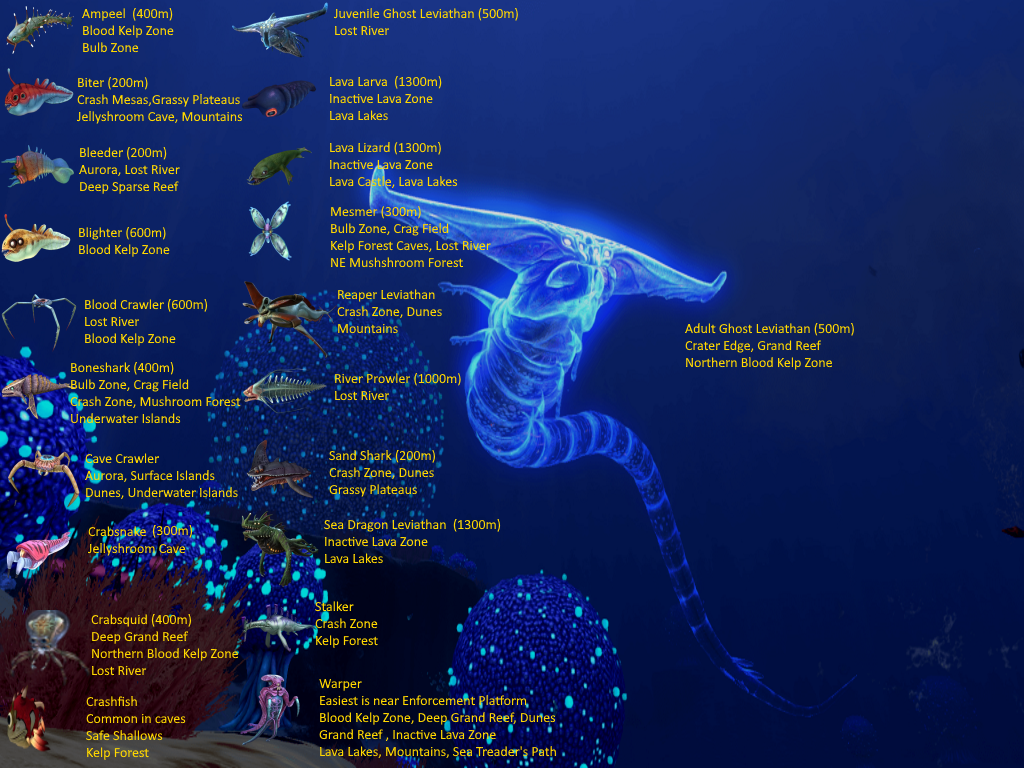 Ampeel (400m)
Blood Kelp Zone
Bulb Zone
Biter (200m)
Crash Mesas,Grassy Plateaus
Jellyshroom Cave, Mountains
Bleeder (200m)
Aurora, Lost River
Deep Sparse Reef
Blighter (600m)
Blood Kelp Zone
Blood Crawler (600m)
Lost River
Blood Kelp Zone
Boneshark (400m)
Bulb Zone, Crag Field
Crash Zone, Mushroom Forest
Underwater Islands
Cave Crawler
Aurora, Surface Islands
Dunes, Underwater Islands
Crabsnake (300m)
Jellyshroom Cave
Crabsquid (400m)
Deep Grand Reef
Northern Blood Kelp Zone
Lost River
Crashfish
Common in caves
Safe Shallows
Kelp Forest
Juvenile Ghost Leviathan (500m)
Lost River
Lava Larva (1300m)
Inactive Lava Zone
Lava Lakes
Lava Lizard (1300m)
Inactive Lava Zone
Lava Castle, Lava Lakes
Mesmer (300m)
Bulb Zone, Crag Field
Kelp Forest Caves, Lost River
NE Mushshroom Forest
Reaper Leviathan
Crash Zone, Dunes
Mountains
River Prowler (1000m)
Lost River
Sand Shark (200m)
Crash Zone, Dunes
Grassy Plateaus
Sea Dragon Leviathan (1300m)
Inactive Lava Zone
Lava Lakes
Stalker
Crash Zone
Kelp Forest
Warper
Easiest is near Enforcement Platform
Blood Kelp Zone, Deep Grand Reef, Dunes
Grand Reef , Inactive Lava Zone
Lava Lakes, Mountains, Sea Treader's Path
Adult Ghost Leviathan (500m)
Crater Edge, Grand Reef
Northern Blood Kelp Zone